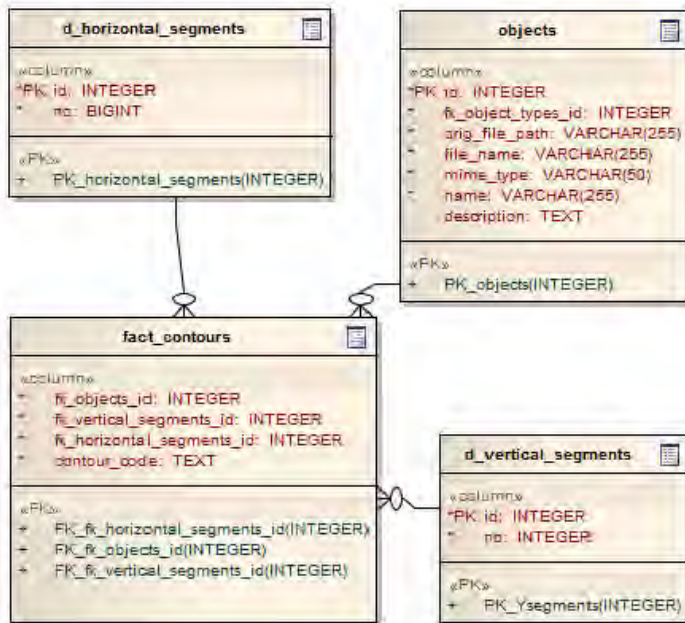 d_horizontal_segments
«column»
*PK id: INTEGER
* no: BIGINT
«PK»
+ PK_horizontal_segments(INTEGER)
objects
«column»
*PK id: INTEGER
* fk_object_types_id: INTEGER
* orig_file_path: VARCHAR(255)
* file_name: VARCHAR(255)
* mime_type: VARCHAR(50)
* name: VARCHAR(255)
description: TEXT
«PK»
+ PK_objects(INTEGER)
fact_contours
«column»
* fk_objects_id: INTEGER
* fk_vertical_segments_id: INTEGER
* fk_horizontal_segments_id: INTEGER
* contour_code: TEXT
«FK»
+ FK_fk_horizontal_segments_id(INTEGER)
+ FK_fk_objects_id(INTEGER)
+ FK_fk_vertical_segments_id(INTEGER)
d_vertical_segments
«column»
*PK id: INTEGER
* no: INTEGER
«PK»
+ PK_Ysegments(INTEGER)